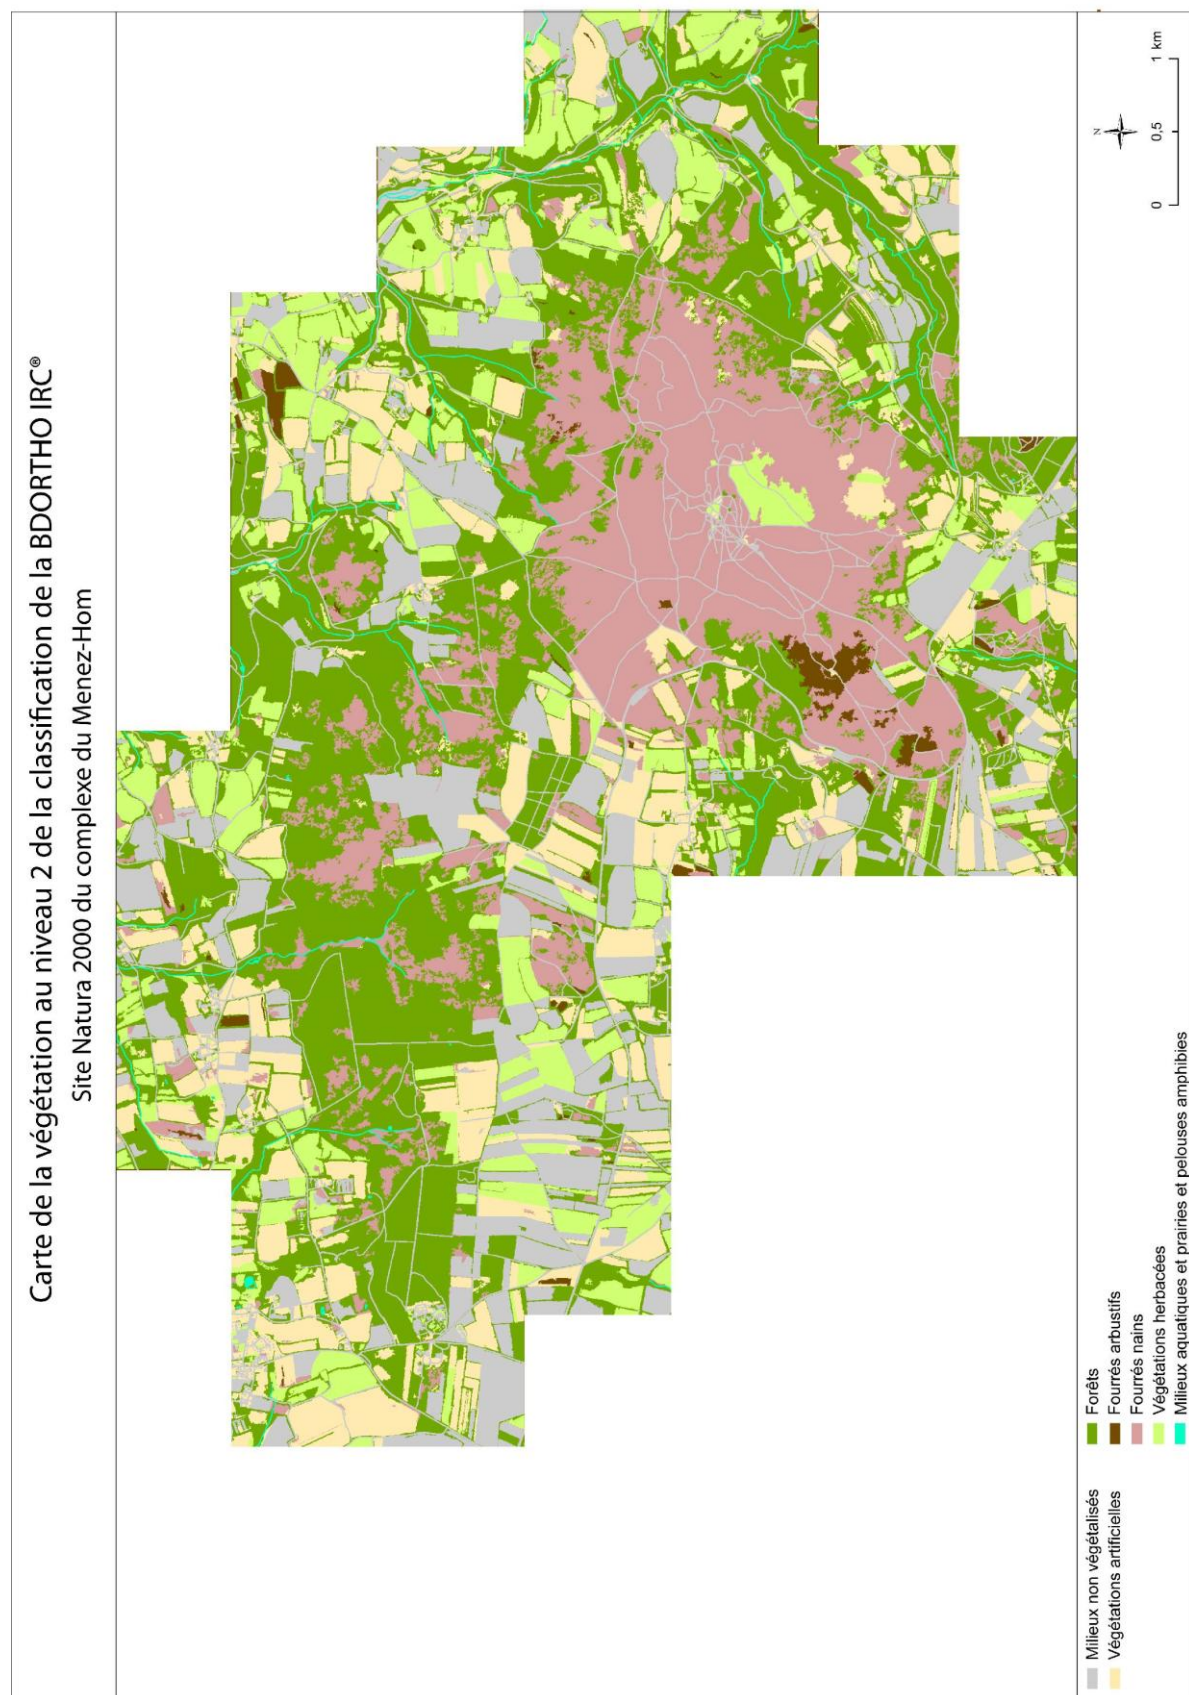 Carte de la végétation au niveau 2 de la classification de la BDORTHO IRC®
Site Natura 2000 du complexe du Menez-Hom
Milieux non végétalisés
Végétations artificielles
Forêts
Fourrés arbustifs
Fourrés nains
Végétations herbacées
Milieux aquatiques et prairies et pelouses amphibies
N
0 0,5 1 km